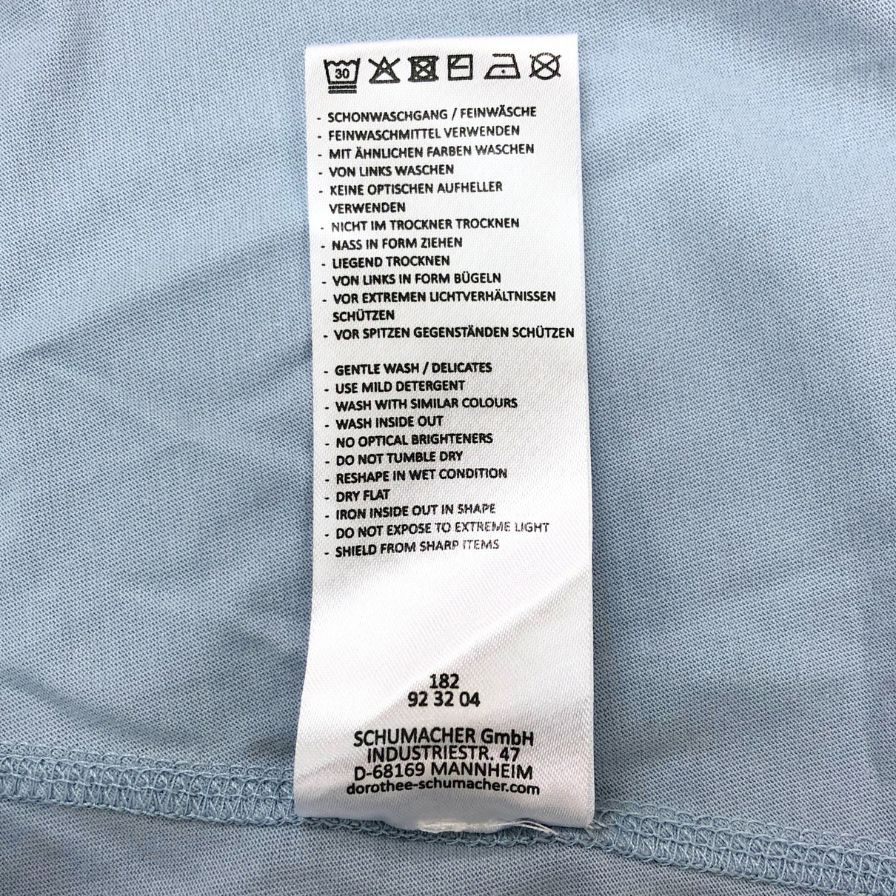 30
- SCHONWASCHGANG / FEINWÄSCHE
- FEINWASCHMITTEL VERWENDEN
- MIT ÄHNLICHEN FARBEN WASCHEN
- VON LINKS WASCHEN
- KEINE OPTISCHEN AUFHELLER
VERWENDEN
- NICHT IM TROCKNER TROCKNEN
- NASS IN FORM ZIEHEN
- LIEGEND TROCKNEN
- VON LINKS IN FORM BÜGELN
- VOR EXTREMEN LICHTVERHÄLTNISSEN
SCHÜTZEN
- VOR SPITZEN GEGENSTÄNDEN SCHÜTZEN
- GENTLE WASH / DELICATES
- USE MILD DETERGENT
- WASH WITH SIMILAR COLOURS
- WASH INSIDE OUT
- NO OPTICAL BRIGHTENERS
- DO NOT TUMBLE DRY
- RESHAPE IN WET CONDITION
- DRY FLAT
- IRON INSIDE OUT IN SHAPE
- DO NOT EXPOSE TO EXTREME LIGHT
- SHIELD FROM SHARP ITEMS
182
92 32 04
SCHUMACHER GmbH
INDUSTRIESTR. 47
D-68169 MANNHEIM
dorothee-schumacher.com